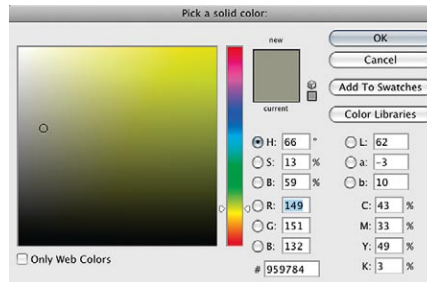 Pick a solid color:
new
current
OK
Cancel
Add To Swatches
Color Libraries
H: 66 °
S: 13 %
B: 59 %
R: 149
G: 151
B: 132
# 959784
L: 62
a: -3
b: 10
C: 43 %
M: 33 %
Y: 49 %
K: 3 %
Only Web Colors